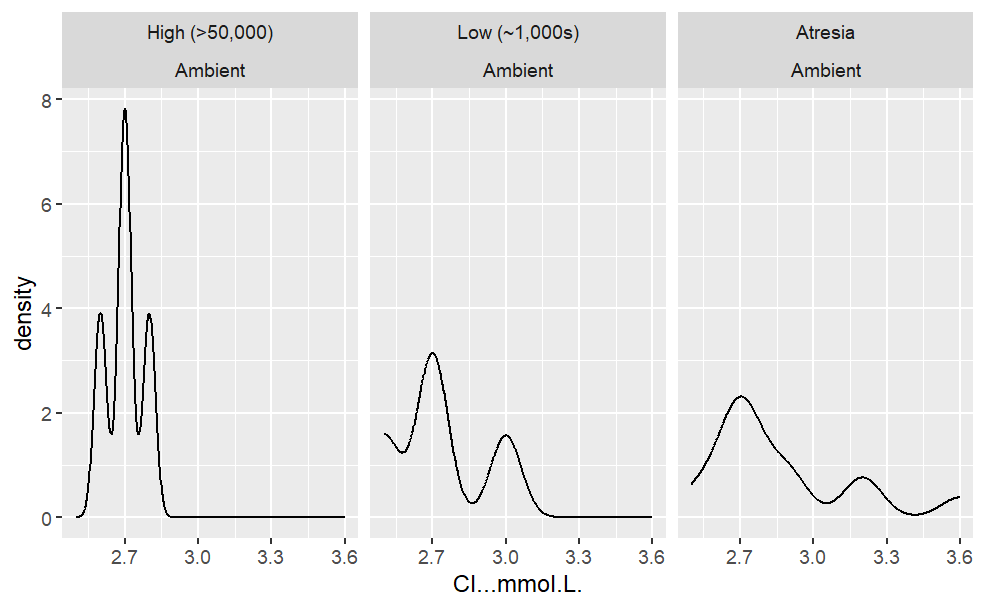 High (>50,000)
Low (~1,000s)
Atresia
Ambient
Ambient
Ambient
8
6
4
2
0
density
2.7
3.0
3.3
3.6
2.7
3.0
3.3
3.6
2.7
3.0
3.3
3.6
Cl...mmol.L.